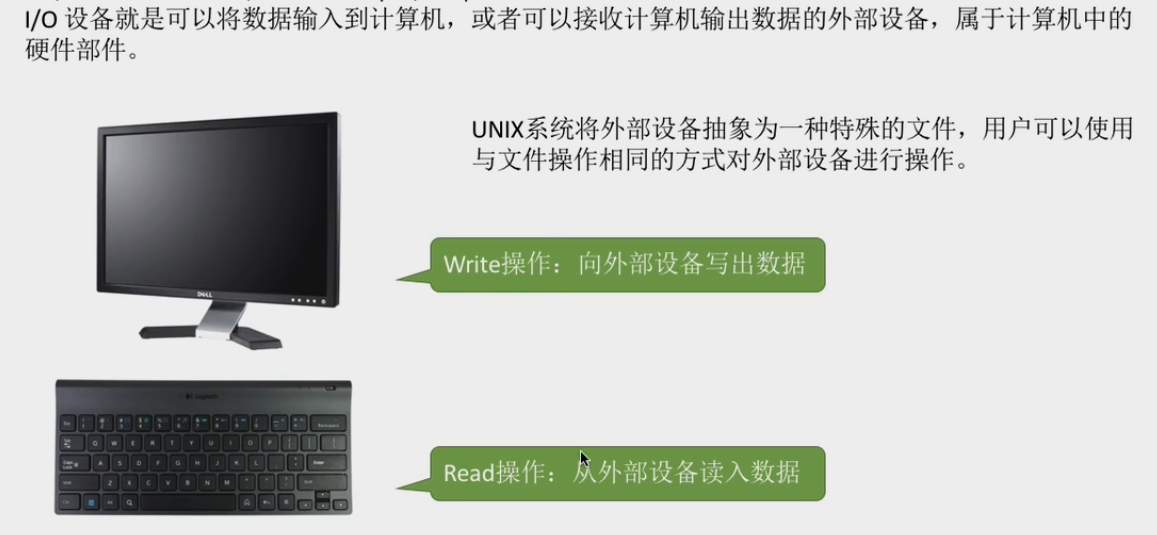 I/O 设备就是可以将数据输入到计算机，或者可以接收计算机输出数据的外部设备，属于计算机中的
硬件部件。
UNIX系统将外部设备抽象为一种特殊的文件，用户可以使用
与文件操作相同的方式对外部设备进行操作。
Write操作：向外部设备写出数据
DELL
Logitech
Read操作：从外部设备读入数据